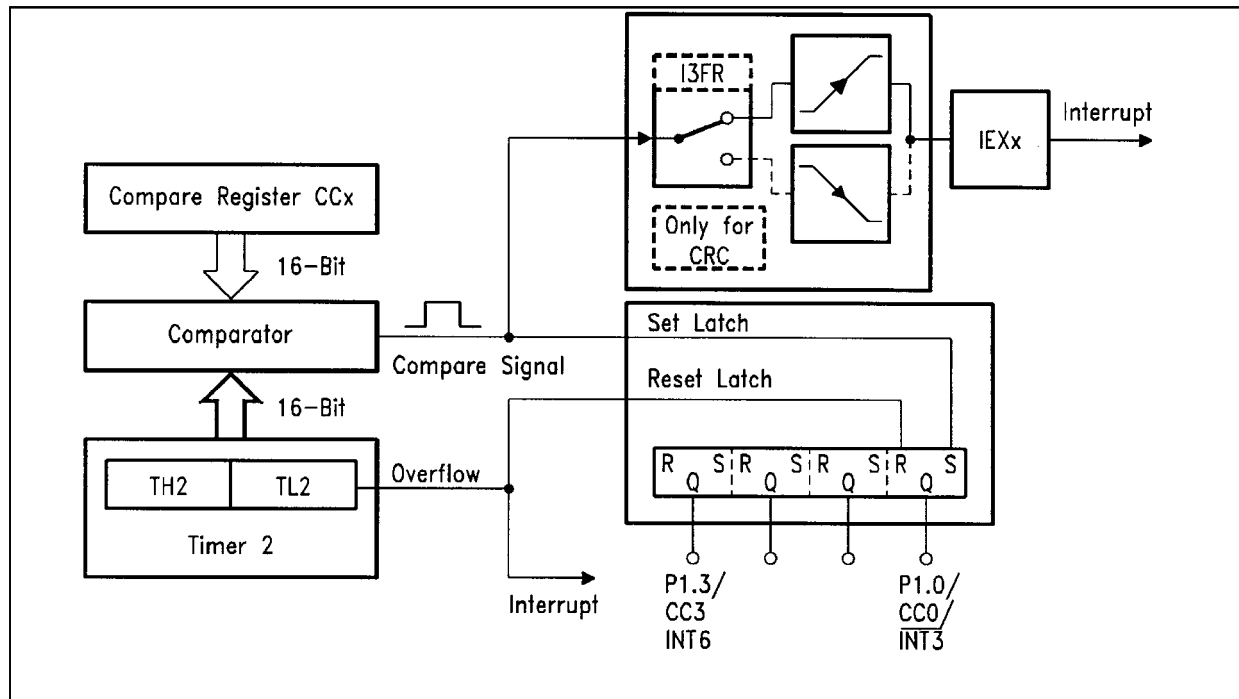 I3FR
Only for
CRC
IEXx
Interrupt
Compare Register CCx
16-Bit
Comparator
Compare Signal
16-Bit
TH2
TL2
Timer 2
Overflow
Interrupt
Set Latch
Reset Latch
R S R S R S R S
Q Q Q Q
P1.3/
CC3
INT6
P1.0/
CC0/
INT3